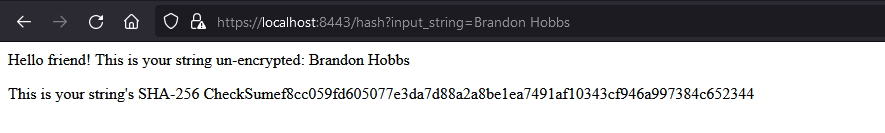 https://localhost:8443/hash?input_string=Brandon Hobbs
Hello friend! This is your string un-encrypted: Brandon Hobbs
This is your string's SHA-256 CheckSumef8cc059fd605077e3da7d88a2a8be1ea7491af10343cf946a997384c652344